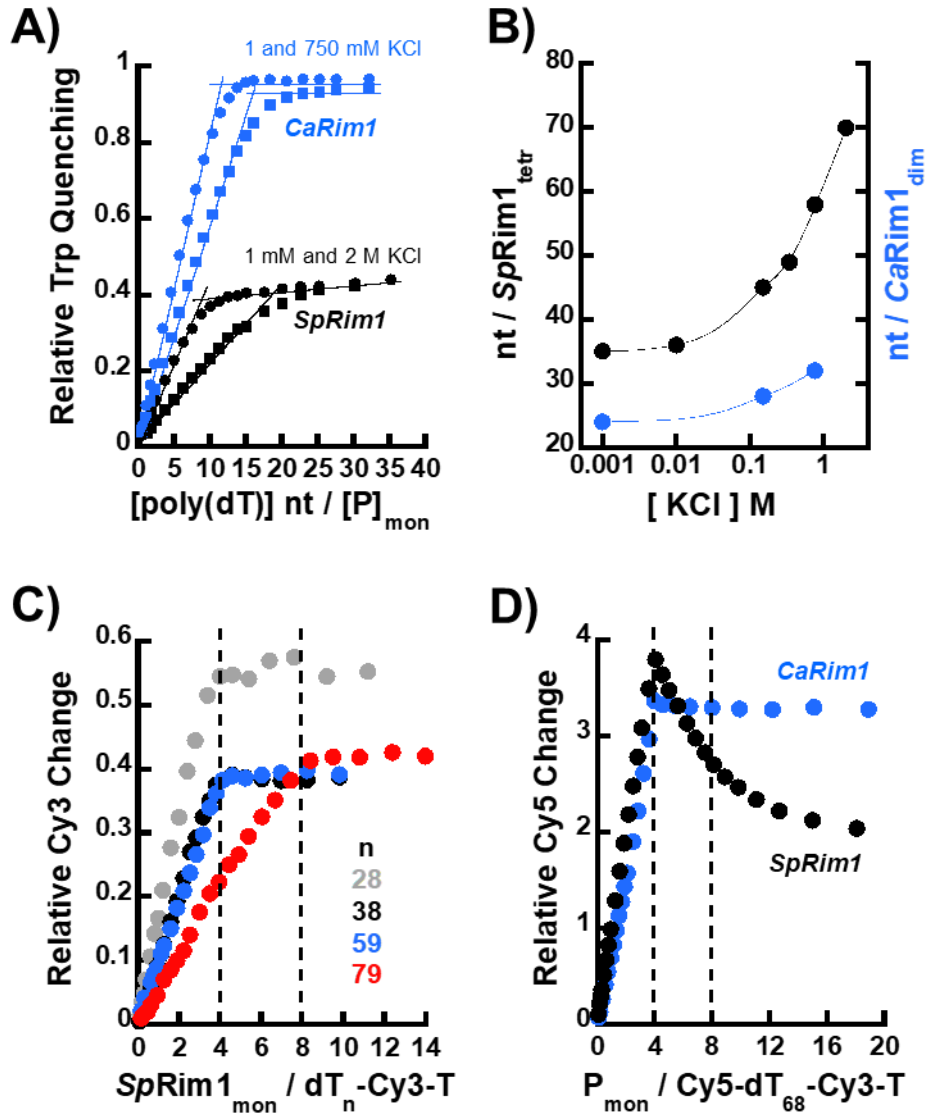 A)
1 and 750 mM KCl
CaRim1
1 mM and 2 M KCl
SpRim1
Relative Trp Quenching
1
0.8
0.6
0.4
0.2
0
0 5 10 15 20 25 30 35 40
[poly(dT)] nt / [P]mon
B)
nt / SpRim1tetr
80
70
60
50
40
30
20
nt / CaRim1dim
0.001 0.01 0.1 1
[ KCl ] M
C)
Relative Cy3 Change
0.6
0.5
0.4
0.3
0.2
0.1
0
n
28
38
59
79
0 2 4 6 8 10 12 14
SpRim1mon / dTn-Cy3-T
D)
Relative Cy5 Change
4
3
2
1
0
CaRim1
SpRim1
0 4 8 12 16 20
Pmon / Cy5-dT68-Cy3-T